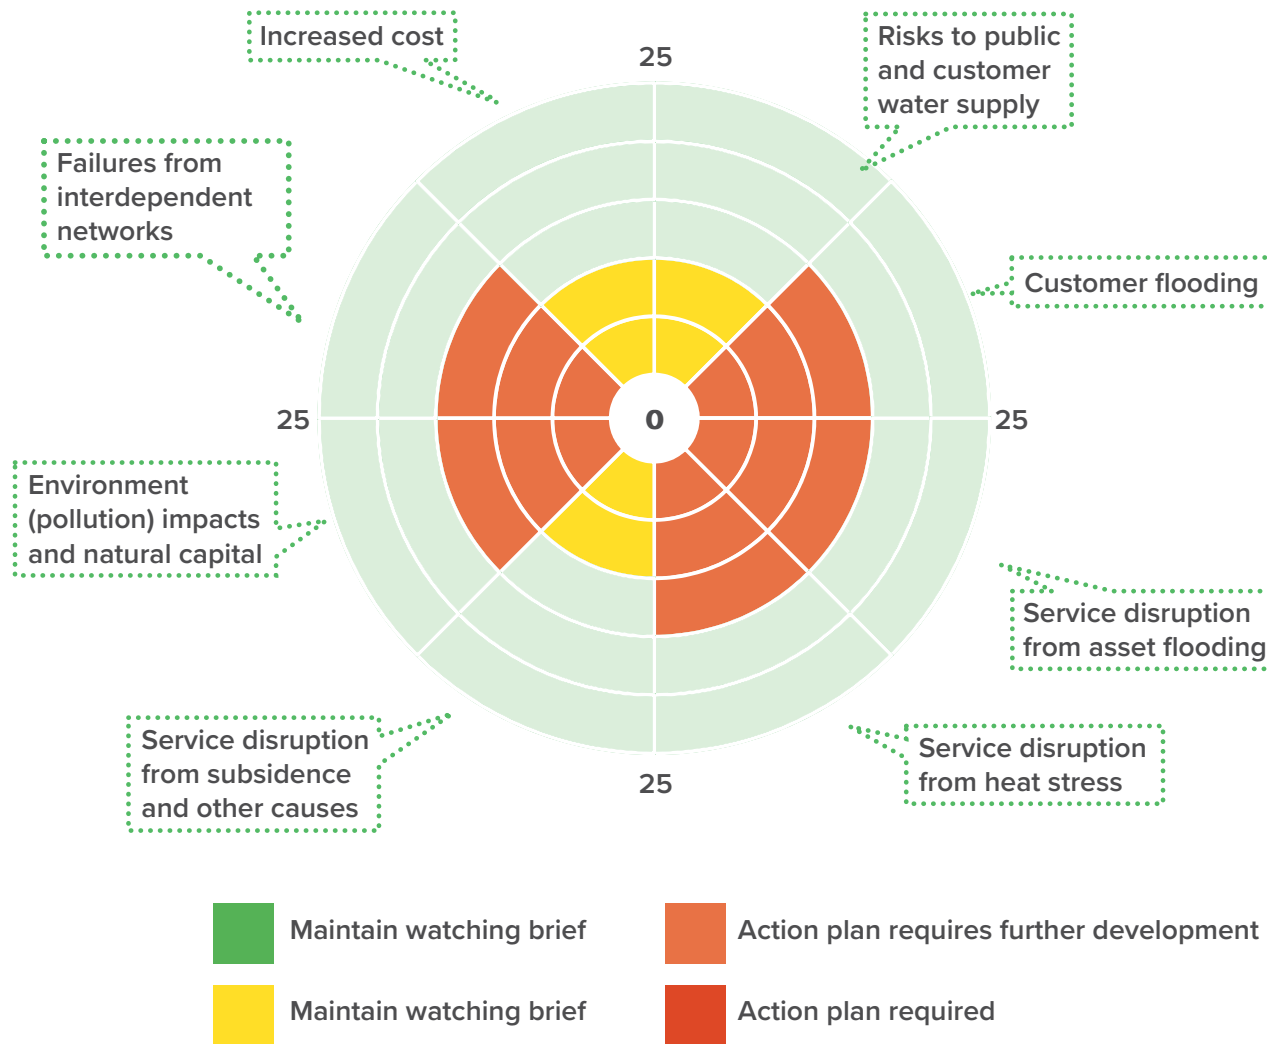 Increased cost
25
Risks to public
and customer
water supply
Failures from
interdependent
networks
Customer flooding
25
0
25
Environment
(pollution) impacts
and natural capital
Service disruption
from asset flooding
Service disruption
from subsidence
and other causes
25
Service disruption
from heat stress
Maintain watching brief
Action plan requires further development
Maintain watching brief
Action plan required